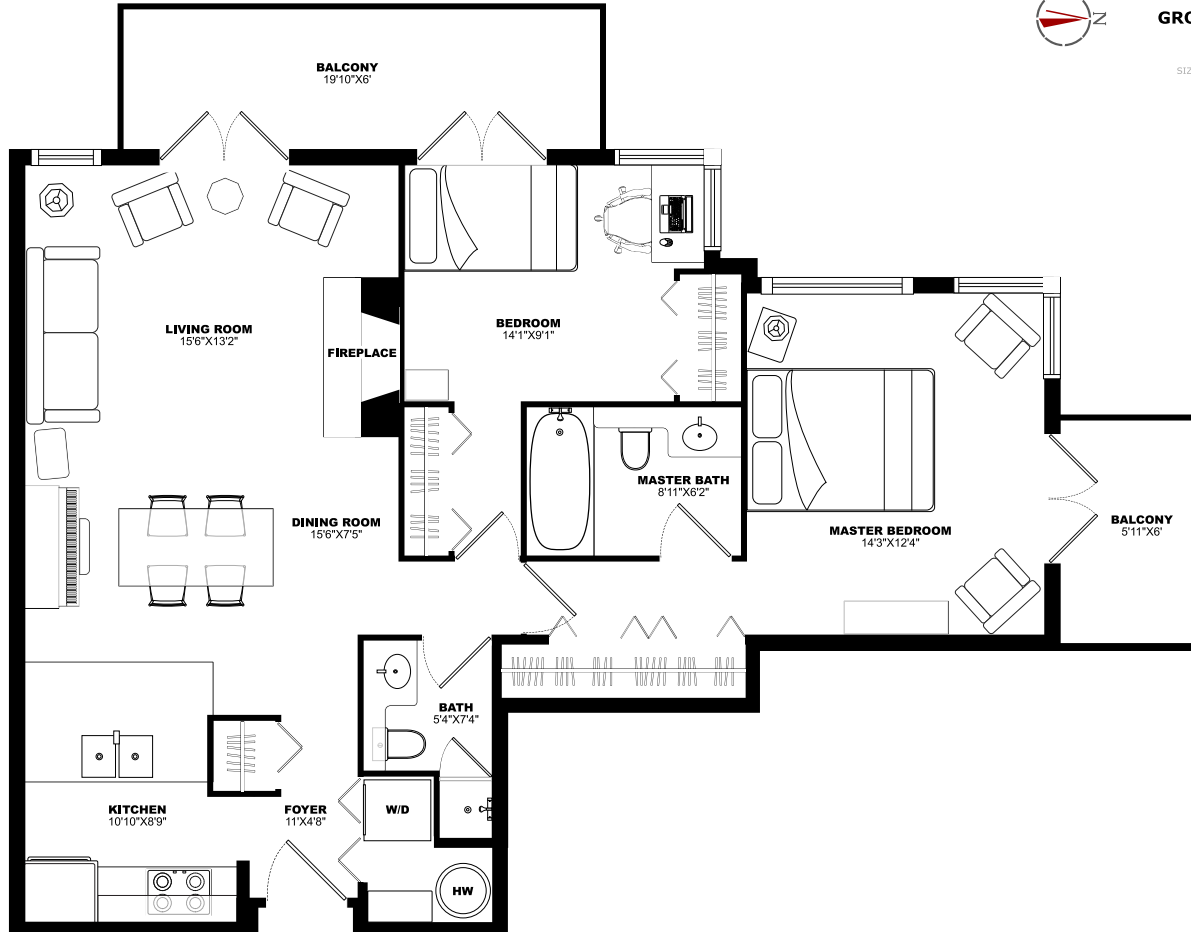 N
GRO
SIZ
BALCONY
19'10"X6'
LIVING ROOM
15'6"X13'2"
FIREPLACE
BEDROOM
14'1"X9'1"
MASTER BATH
8'11"X6'2"
DINING ROOM
15'6"X7'5"
MASTER BEDROOM
14'3"X12'4"
BALCONY
5'11"X6'
BATH
5'4"X7'4"
KITCHEN
10'10"X8'9"
FOYER
11'X4'8"
W/D
HW